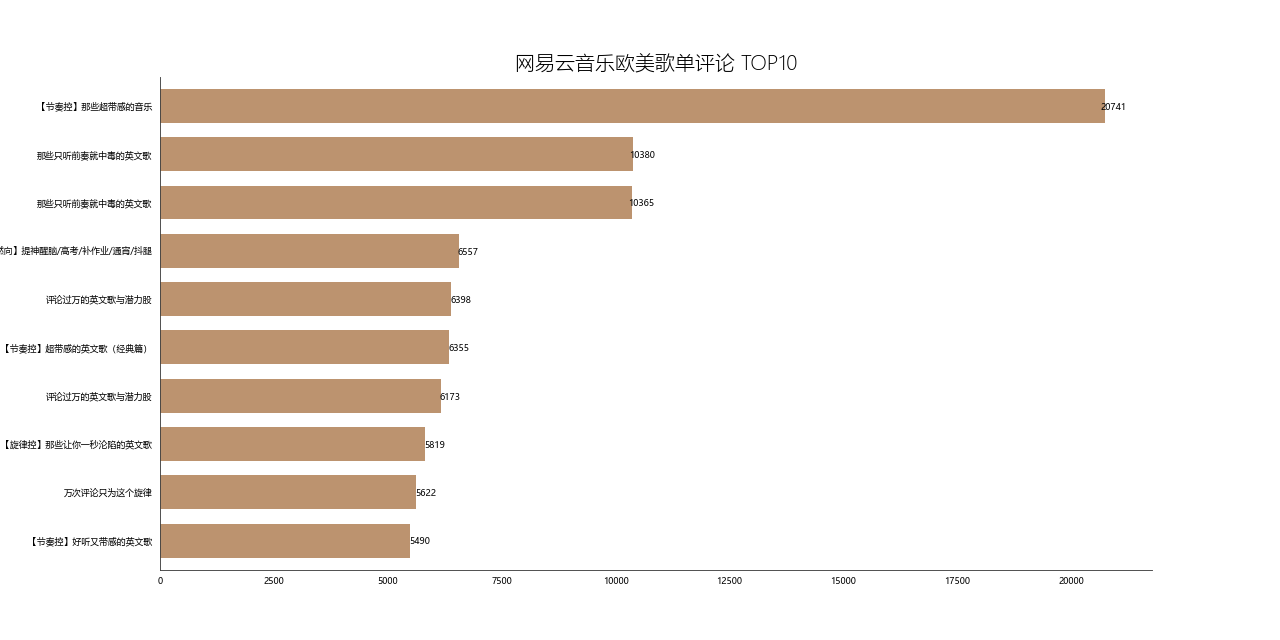 网易云音乐欧美歌单评论 TOP10
【节奏控】那些超带感的音乐
20741
那些只听前奏就中毒的英文歌
10380
那些只听前奏就中毒的英文歌
10365
向】提神醒脑/高考/补作业/通宵/抖腿
6557
评论过万的英文歌与潜力股
6398
【节奏控】超带感的英文歌（经典篇）
6355
评论过万的英文歌与潜力股
6173
【旋律控】那些让你一秒沦陷的英文歌
5819
万次评论只为这个旋律
5622
【节奏控】好听又带感的英文歌
5490
0 2500 5000 7500 10000 12500 15000 17500 20000